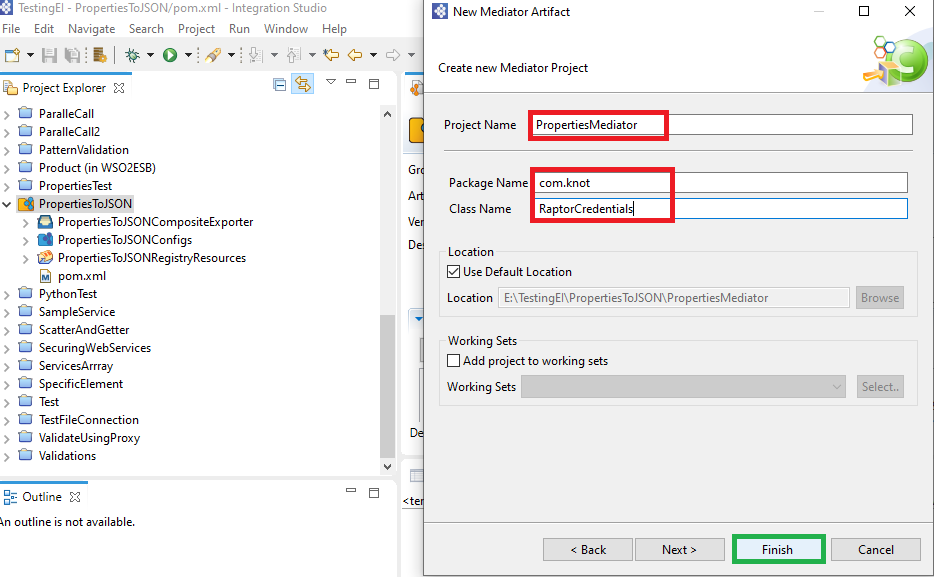 TestingEI - PropertiesToJSON/pom.xml - Integration Studio
File Edit Navigate Search Project Run Window Help
Project Explorer
ParalleCall
ParalleCall2
PatternValidation
Product (in WSO2ESB)
PropertiesTest
PropertiesToJSON
PropertiesToJSONCompositeExporter
PropertiesToJSONConfigs
PropertiesToJSONRegistryResources
pom.xml
PythonTest
SampleService
ScatterAndGetter
SecuringWebServices
ServicesArrray
SpecificElement
Test
TestFileConnection
ValidateUsingProxy
Validations
Outline
An outline is not available.
Gro
Art
Ver
Des
De
<ter
New Mediator Artifact
Create new Mediator Project
Project Name PropertiesMediator
Package Name com.knot
Class Name RaptorCredentials
Location
Use Default Location
Location E:\TestingEI\PropertiesToJSON\PropertiesMediator Browse
Working Sets
Add project to working sets
Working Sets Select..
< Back Next > Finish Cancel